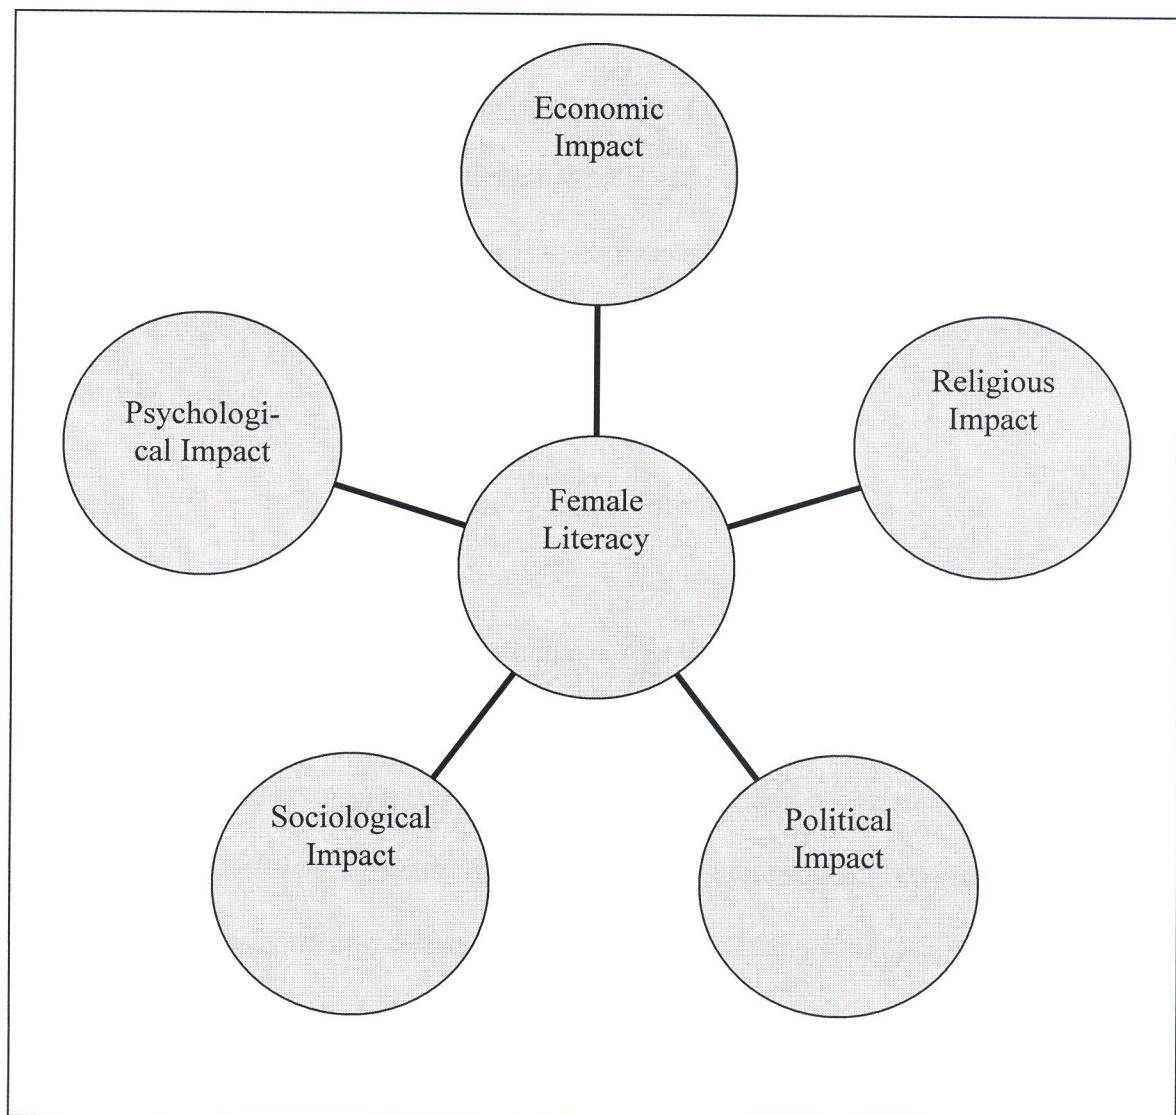 Economic
Impact
Religious
Impact
Psychologi-
cal Impact
Female
Literacy
Sociological
Impact
Political
Impact